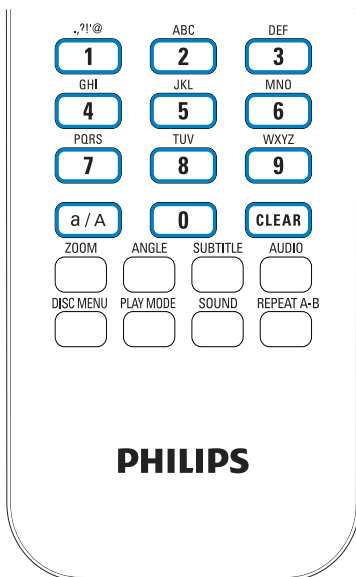 .,?!'@ ABC DEF
1 2 3
GHI JKL MNO
4 5 6
PQRS TUV WXYZ
7 8 9
a / A 0 CLEAR
ZOOM ANGLE SUBTITLE AUDIO
DISC MENU PLAY MODE SOUND REPEAT A-B
PHILIPS